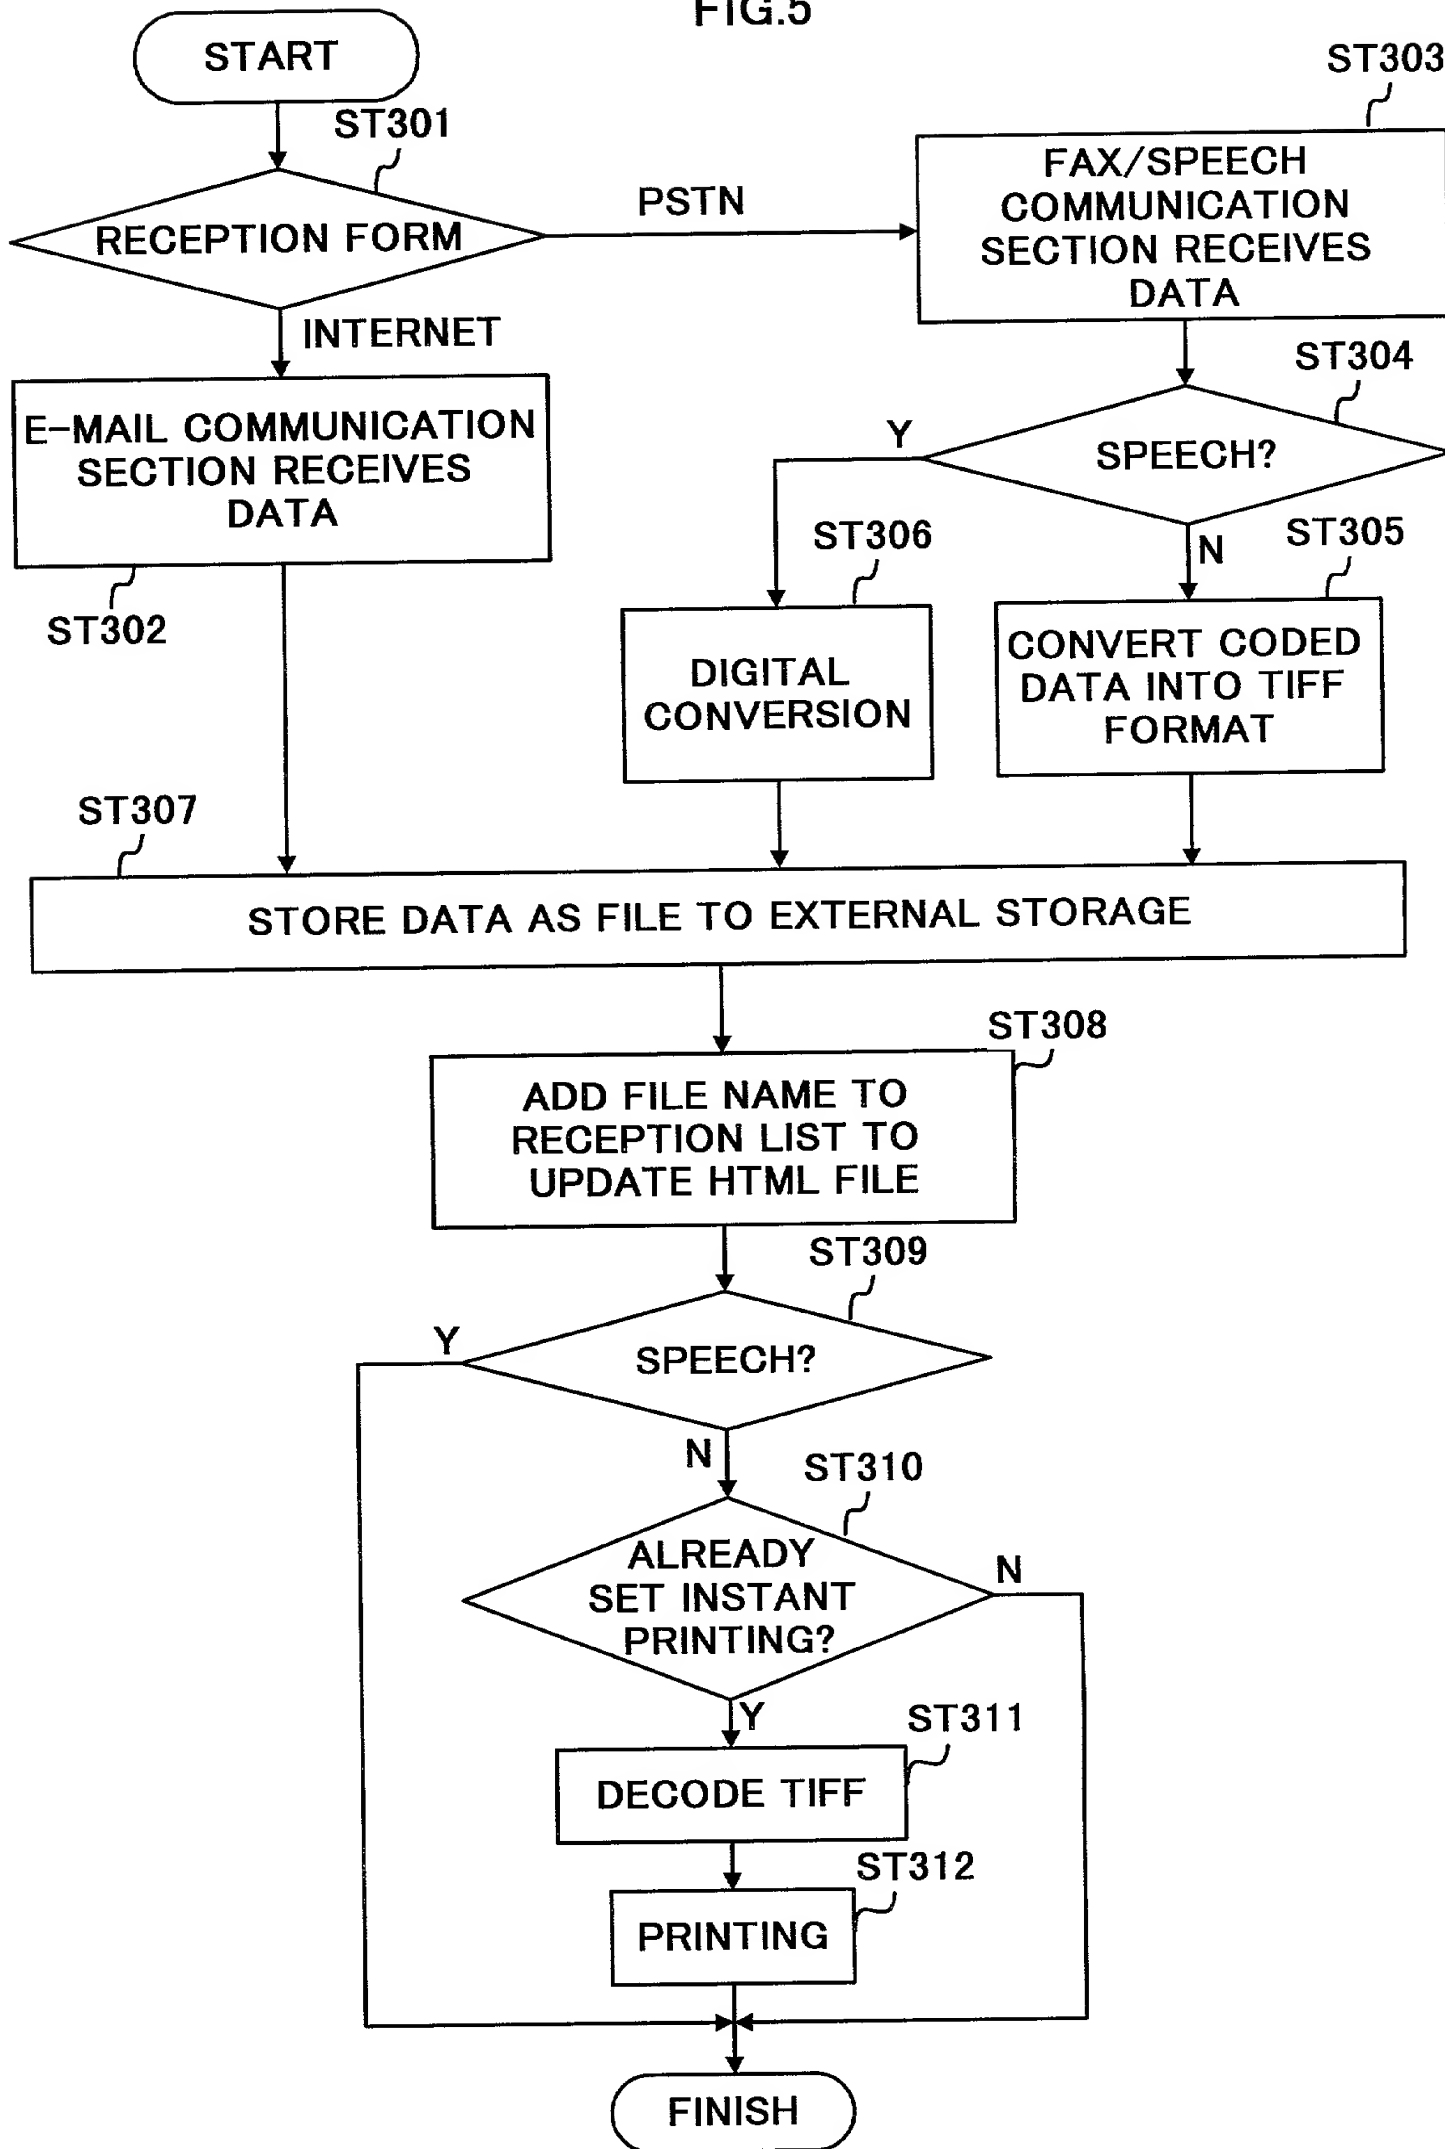 FIG.5
START
ST301
RECEPTION FORM
PSTN
ST303
FAX/SPEECH
COMMUNICATION
SECTION RECEIVES
DATA
INTERNET
E-MAIL COMMUNICATION
SECTION RECEIVES
DATA
ST302
ST304
SPEECH?
Y
N
ST306
DIGITAL
CONVERSION
ST305
CONVERT CODED
DATA INTO TIFF
FORMAT
ST307
STORE DATA AS FILE TO EXTERNAL STORAGE
ST308
ADD FILE NAME TO
RECEPTION LIST TO
UPDATE HTML FILE
ST309
SPEECH?
Y
N
ST310
ALREADY
SET INSTANT
PRINTING?
N
Y
ST311
DECODE TIFF
ST312
PRINTING
FINISH